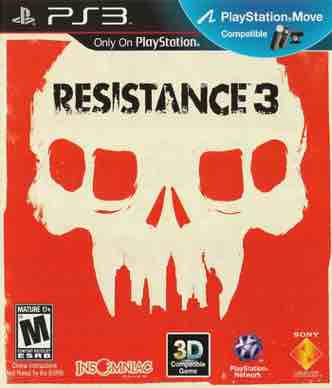 PS3
PlayStation®Move
Compatible
Only On PlayStation®
RESISTANCE 3
MATURE 17+
M
ESRB
INSOMNIAC
games
3D
Compatible
Game
PlayStation®
Network
SONY